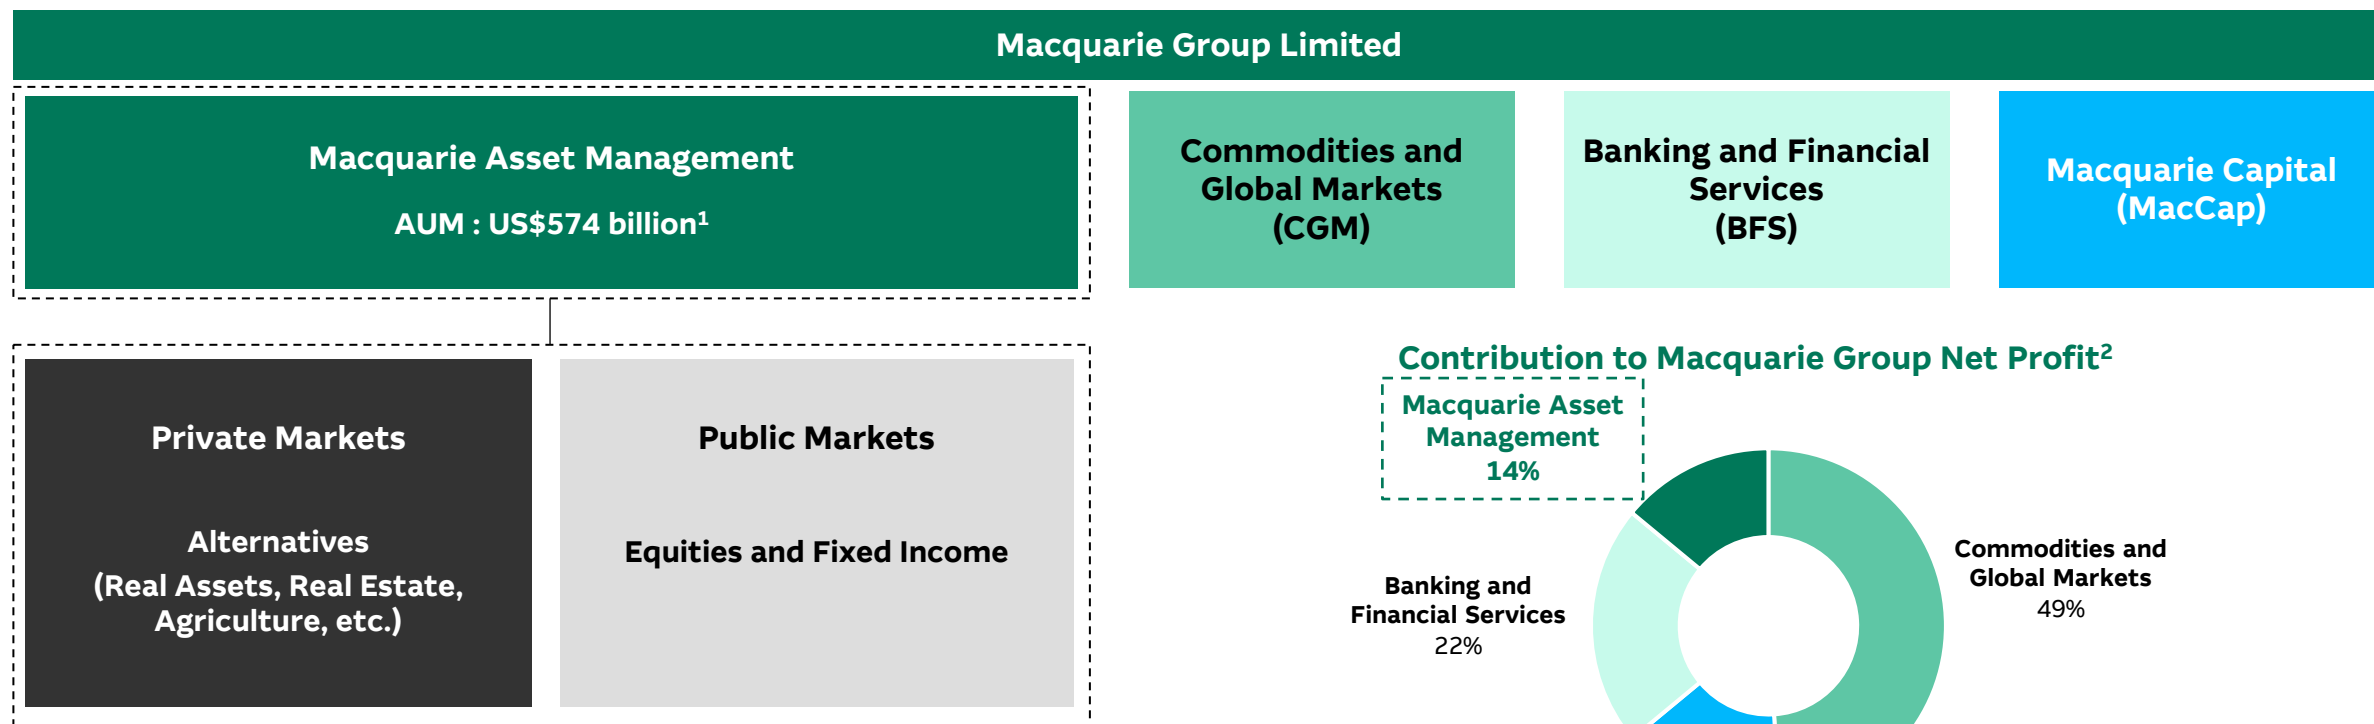 Macquarie Group Limited
Macquarie Asset Management
AUM : US$574 billion¹
Commodities and
Global Markets
(CGM)
Banking and Financial
Services
(BFS)
Macquarie Capital
(MacCap)
Private Markets
Alternatives
(Real Assets, Real Estate,
Agriculture, etc.)
Public Markets
Equities and Fixed Income
Contribution to Macquarie Group Net Profit²
Macquarie Asset
Management
14%
Banking and
Financial Services
22%
Commodities and
Global Markets
49%